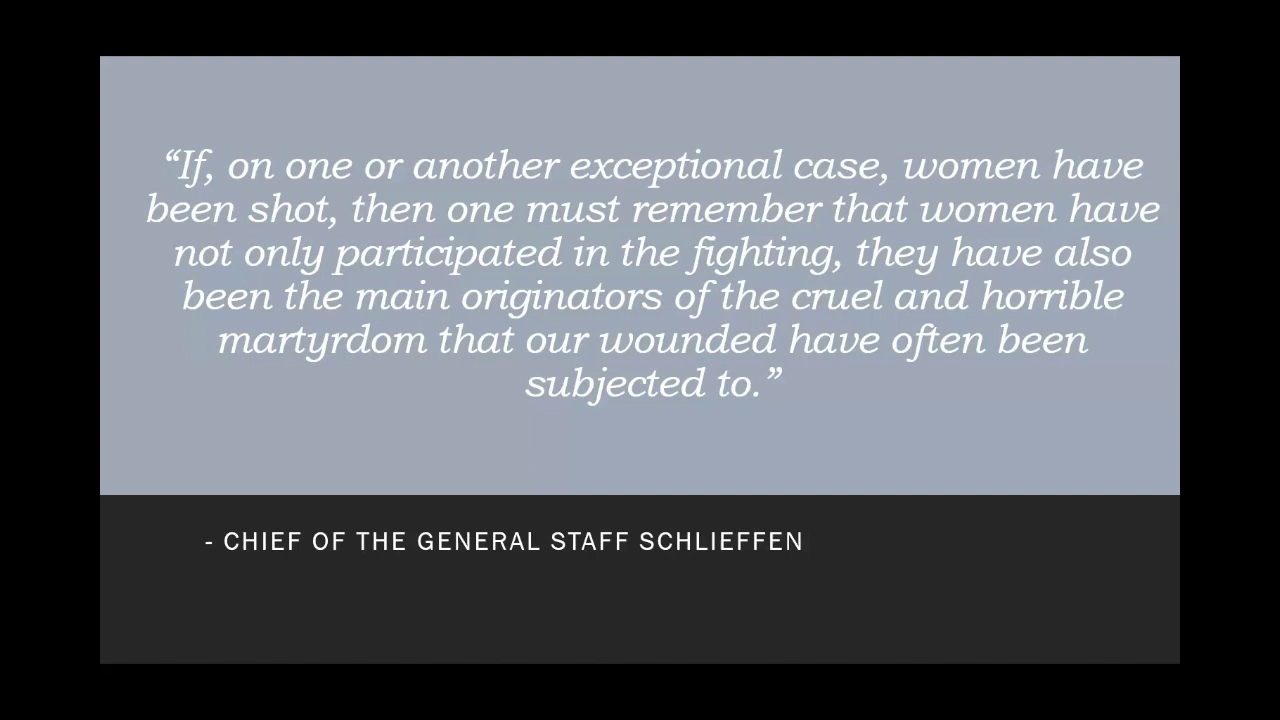 “If, on one or another exceptional case, women have
been shot, then one must remember that women have
not only participated in the fighting, they have also
been the main originators of the cruel and horrible
martyrdom that our wounded have often been
subjected to.”
- CHIEF OF THE GENERAL STAFF SCHLIEFFEN